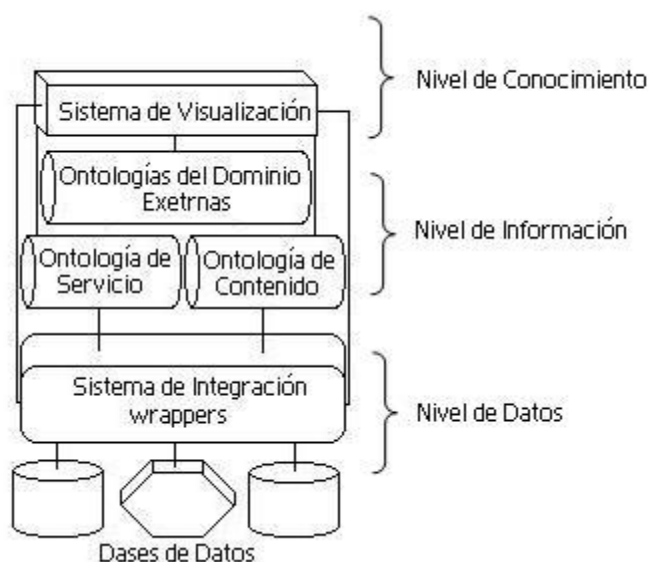 Nivel de Conocimiento
Sistema de Visualización
Ontologías del Dominio
Exetrnas
Nivel de Información
Ontología de
Servicio
Ontología de
Contenido
Sistema de Integración
wrappers
Nivel de Datos
Dases de Datos